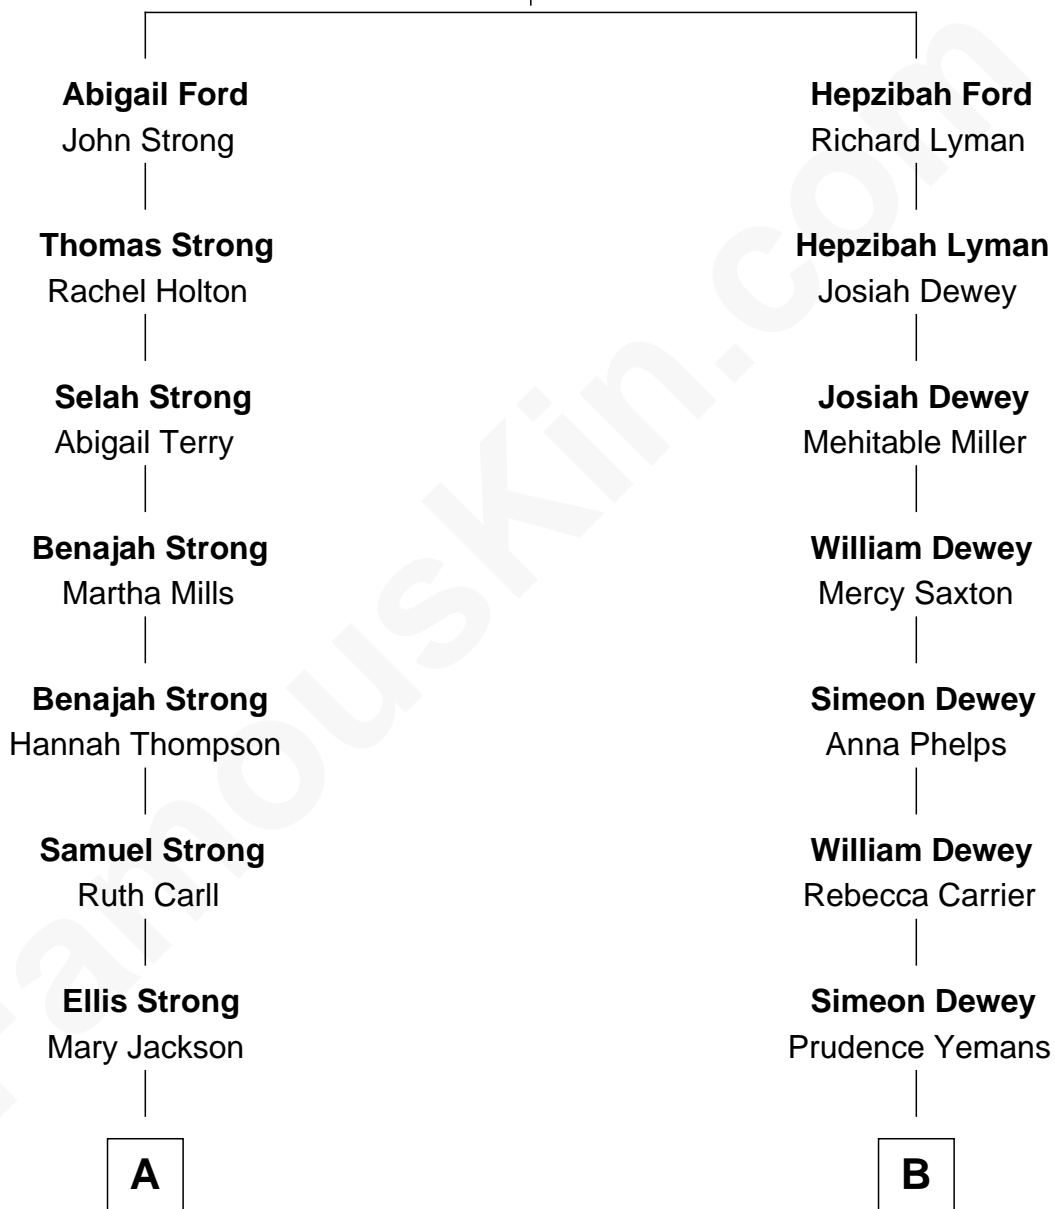 Abigail Ford
John Strong
Hepzibah Ford
Richard Lyman
Thomas Strong
Rachel Holton
Hepzibah Lyman
Josiah Dewey
Selah Strong
Abigail Terry
Josiah Dewey
Mehitable Miller
Benajah Strong
Martha Mills
William Dewey
Mercy Saxton
Benajah Strong
Hannah Thompson
Simeon Dewey
Anna Phelps
Samuel Strong
Ruth Carll
William Dewey
Rebecca Carrier
Ellis Strong
Mary Jackson
Simeon Dewey
Prudence Yemans
A
B
FamousKin.com